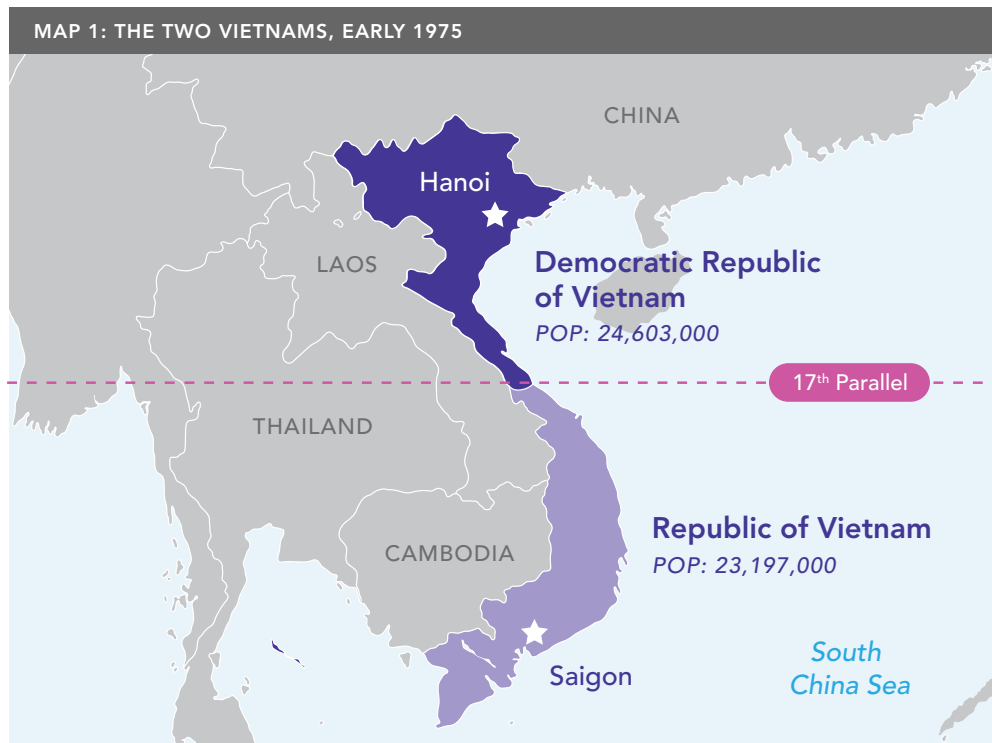 MAP 1: THE TWO VIETNAMS, EARLY 1975
CHINA
Hanoi
LAOS
Democratic Republic
of Vietnam
POP: 24,603,000
17th Parallel
THAILAND
Republic of Vietnam
POP: 23,197,000
CAMBODIA
Saigon
South
China Sea